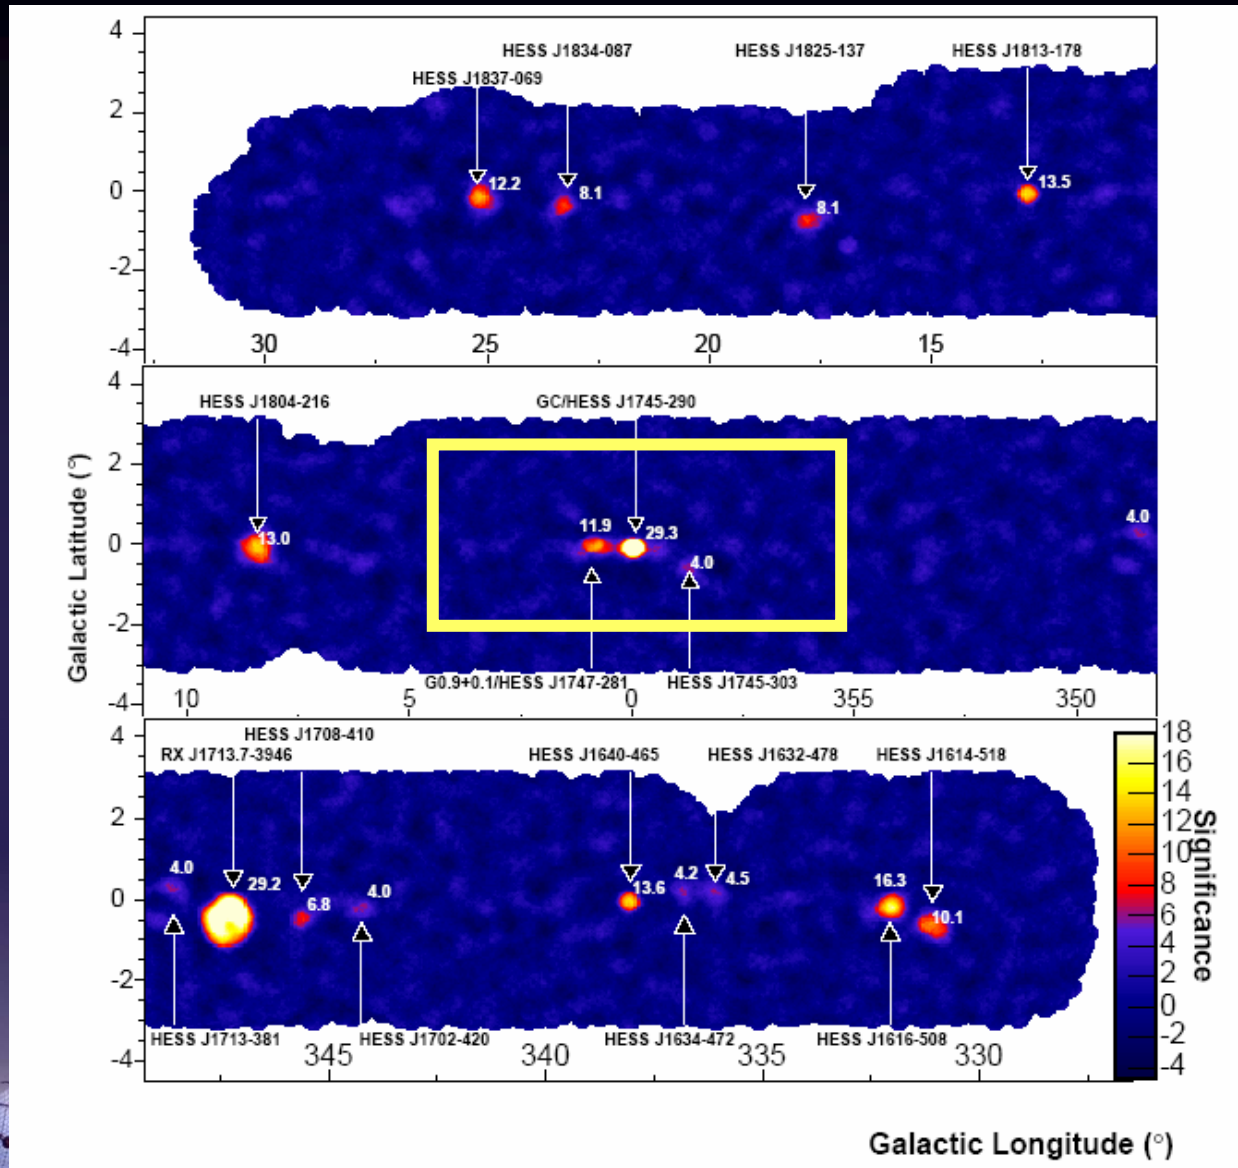 4
HESS J1834-087
HESS J1825-137
HESS J1813-178
HESS J1837-069
2
0
12.2
8.1
8.1
13.5
-2
-4
30
25
20
15
4
HESS J1804-216
GC/HESS J1745-290
2
0
13.0
11.9
29.3
4.0
4.0
-2
-4
G0.9+0.1/HESS J1747-281
HESS J1745-303
10
5
0
355
350
Galactic Latitude (°)
4
HESS J1708-410
RX J1713.7-3946
HESS J1640-465
HESS J1632-478
HESS J1614-518
2
0
4.0
29.2
6.8
4.0
13.6
4.2
4.5
16.3
10.1
-2
-4
HESS J1713-381
HESS J1702-420
HESS J1634-472
HESS J1616-508
345
340
335
330
18
16
14
12
10
8
6
4
2
0
-2
-4
Significance
Galactic Longitude (°)